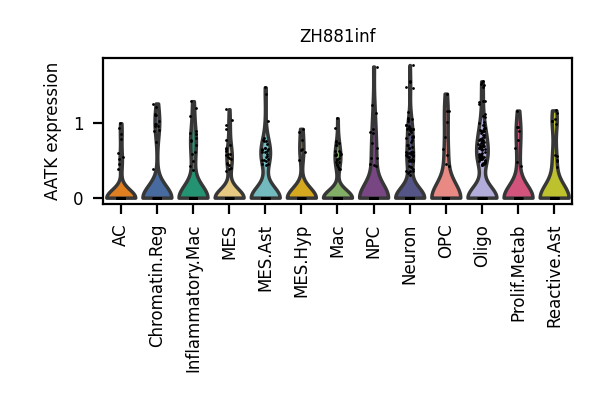 ZH881inf
AATK expression
1
0
AC
Chromatin.Reg
Inflammatory.Mac
MES
MES.Ast
MES.Hyp
Mac
NPC
Neuron
OPC
Oligo
Prolif.Metab
Reactive.Ast